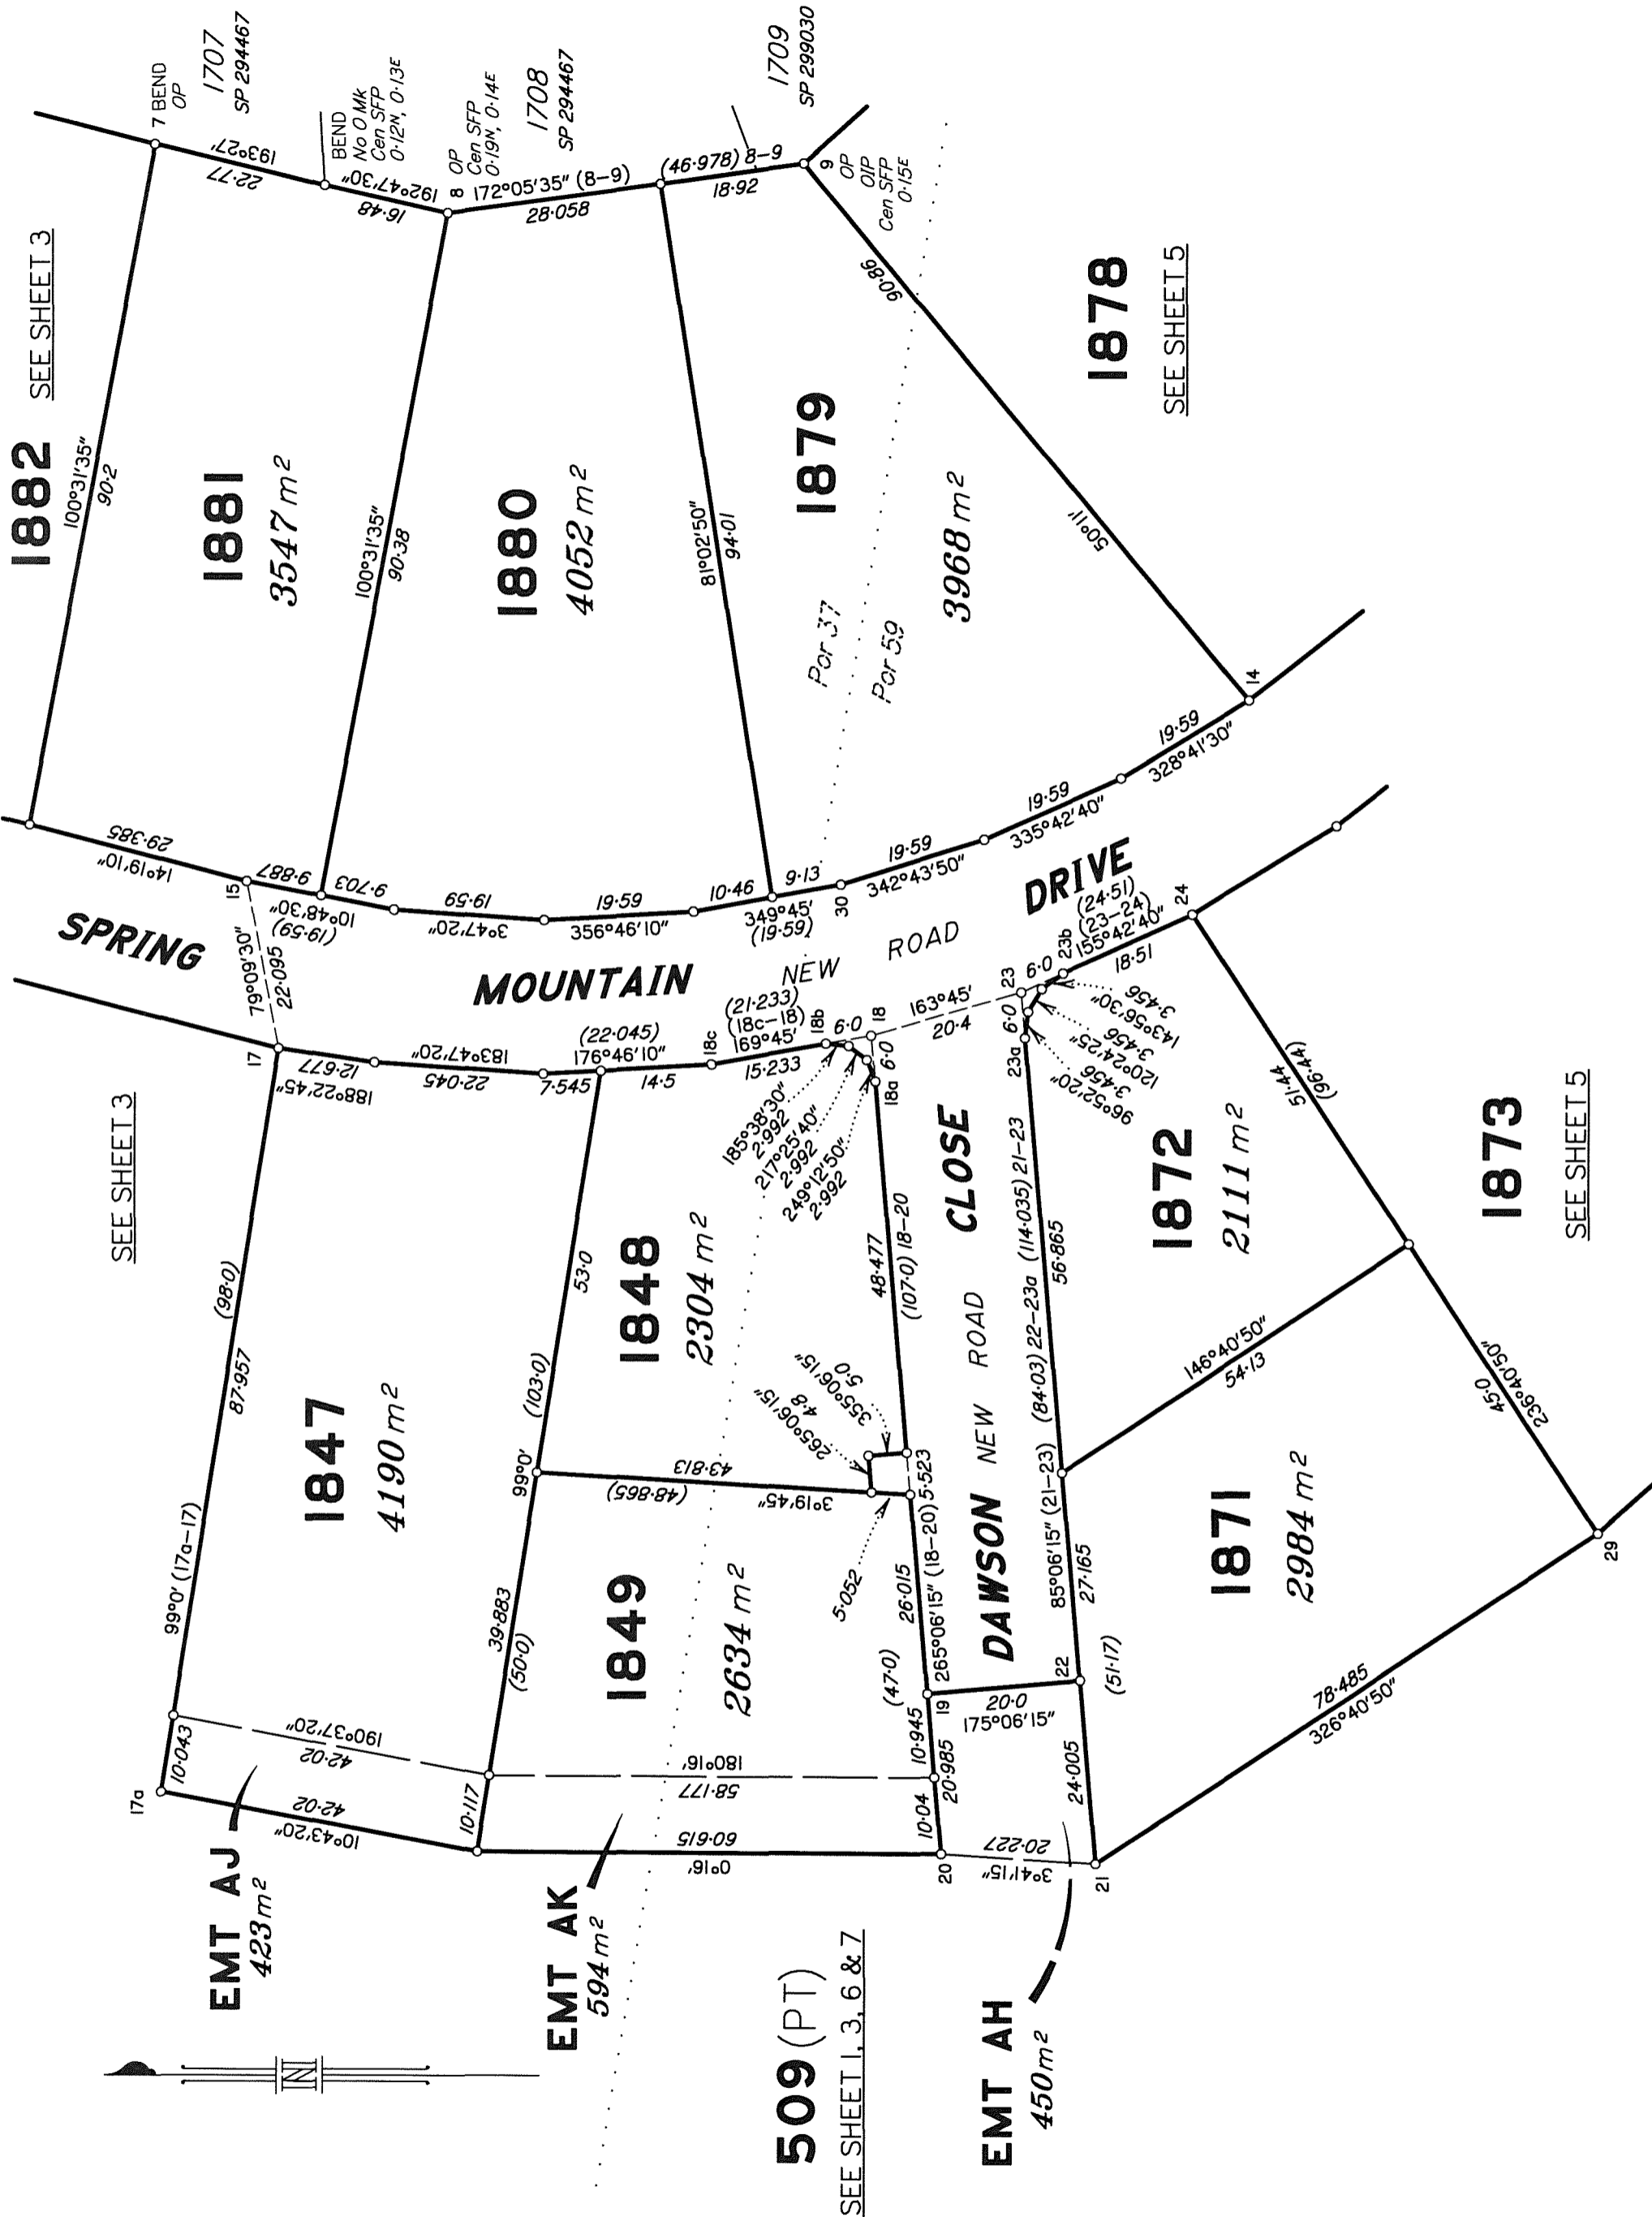 1882
SEE SHEET 3
100°31'35"
90·2
7 BEND
OP
1707
SP 294467
193°27'
22·77
BEND
No O Mk
Cen SFP
0·12N, 0·13E
192°47'30"
16·48
8 OP
Cen SFP
0·19N, 0·14E
1708
SP 294467
172°05'35" (8–9)
28·058
(46·978) 8–9
18·92
1709
SP 299030
9
OP
OIP
Cen SFP
0·15E
1881
3547 m²
100°31'35"
90·38
1880
4052 m²
81°02'50"
94·01
1879
3968 m²
Por 37
Por 59
90·86
50°11'
1878
SEE SHEET 5
14
29·385
14°19'10"
15
9·887
10°48'30"
(19·59)
9·703
19·59
3°47'20"
19·59
356°46'10"
10·46
9·13
349°45'
(19·59)
30
19·59
342°43'50"
19·59
335°42'40"
19·59
328°41'30"
SPRING
MOUNTAIN
DRIVE
NEW ROAD
79°09'30"
22·095
17
12·677
188°22'45"
183°47'20"
22·045
7·545
(22·045)
176°46'10"
14·5
18c
(21·233)
(18c–18)
169°45'
15·233
18b
6·0
18
6·0
18a
163°45'
20·4
23
6·0
23a
6·0
23b
(24·51)
(23–24)
155°42'40"
18·51
24
185°38'30"
2·992
217°25'40"
2·992
249°12'50"
2·992
143°56'30"
3·456
120°24'25"
3·456
96°52'20"
3·456
SEE SHEET 3
(98·0)
87·957
99°0' (17a–17)
10·043
17a
1847
4190 m²
190°37'20"
42·02
42·02
10°43'20"
EMT AJ
423 m²
53·0
(103·0)
99°0'
39·883
(50·0)
10·117
1848
2304 m²
48·477
(107·0) 18–20
355°06'15"
5·0
265°06'15"
4·8
43·813
(48·865)
3°19'45"
5·052
5·523
1849
2634 m²
26·015
265°06'15" (18–20)
(47·0)
10·945
20·985
10·04
180°16'
58·177
60·615
0°16'
EMT AK
594 m²
19
20
DAWSON CLOSE
NEW ROAD
20·0
175°06'15"
22
(114·035) 21–23
56·865
(84·03) 22–23a
85°06'15" (21–23)
27·165
(51·17)
24·005
20·227
3°41'15"
21
EMT AH
450 m²
509 (PT)
SEE SHEET 1, 3, 6 & 7
1872
2111 m²
51·44
(96·44)
146°40'50"
54·13
1873
SEE SHEET 5
45·0
236°40'50"
1871
2984 m²
78·485
326°40'50"
29
N